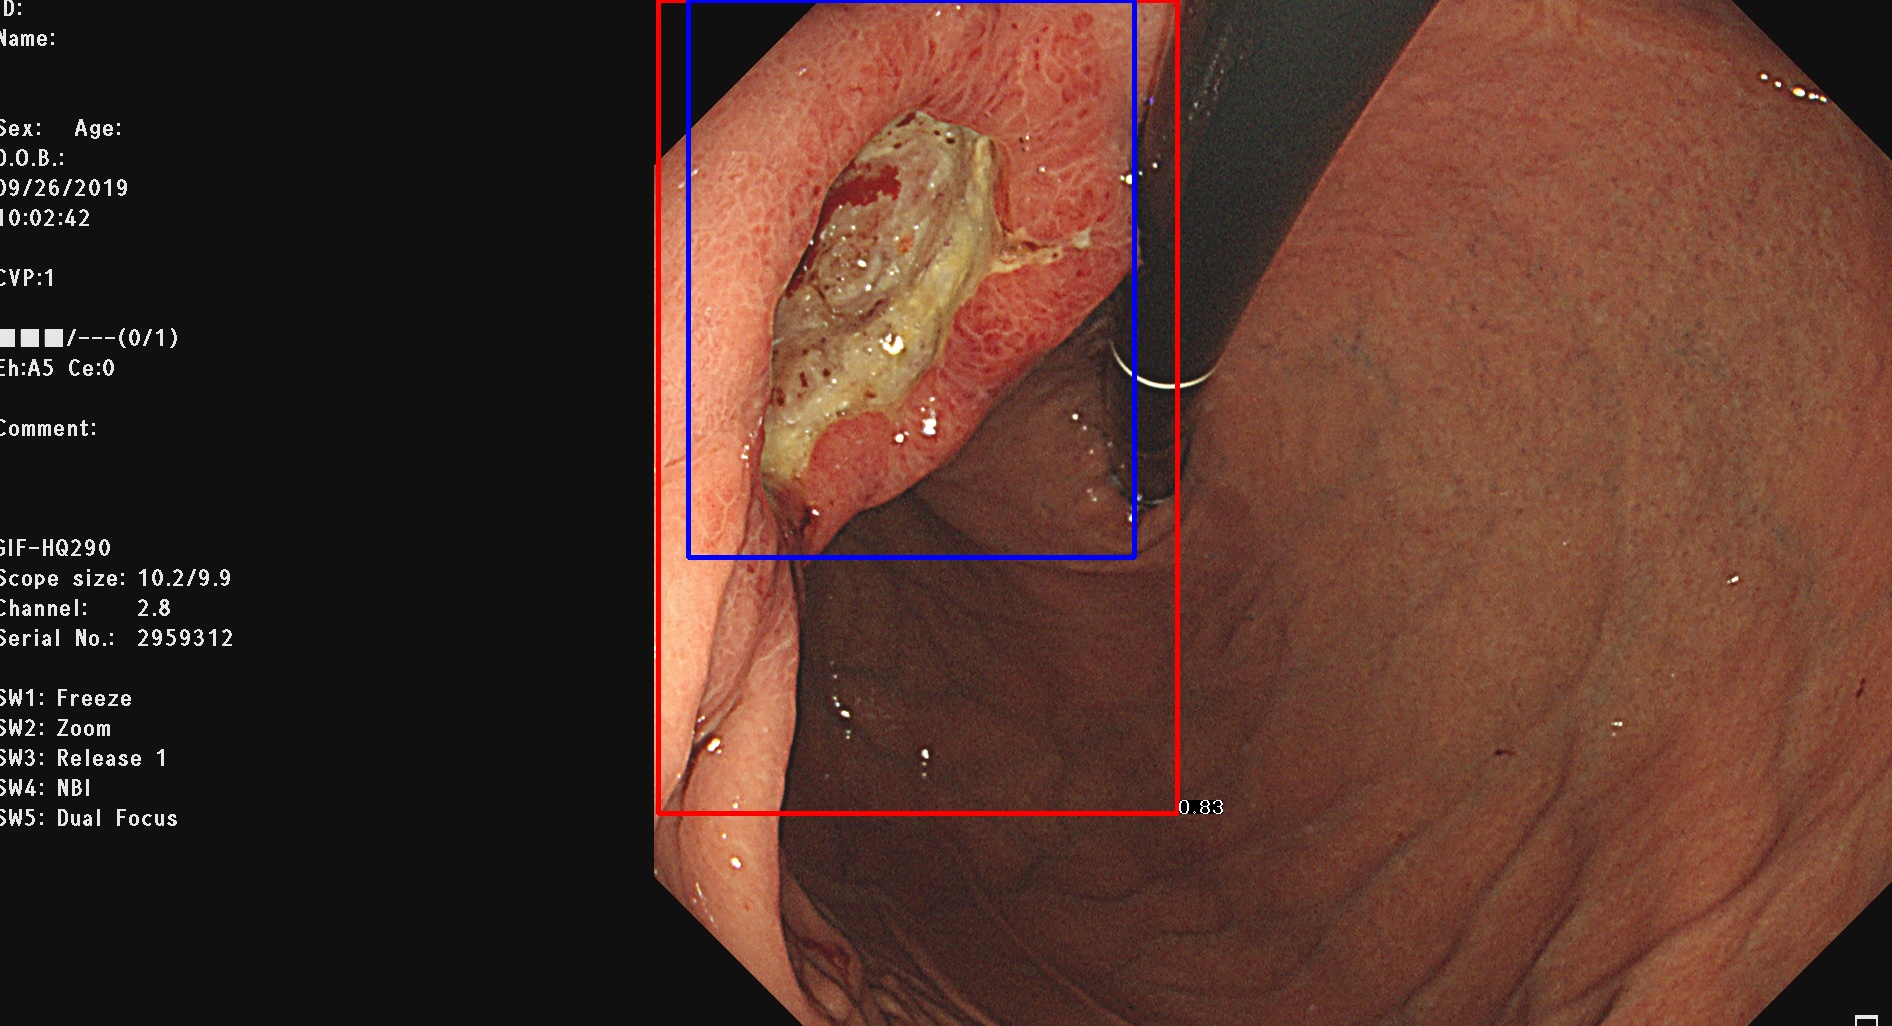 D:
Name:
Sex: Age:
D.O.B.:
09/26/2019
10:02:42
CVP:1
■■■/---(0/1)
Eh:A5 Ce:0
Comment:
GIF-HQ290
Scope size: 10.2/9.9
Channel: 2.8
Serial No.: 2959312
SW1: Freeze
SW2: Zoom
SW3: Release 1
SW4: NBI
SW5: Dual Focus
0.83